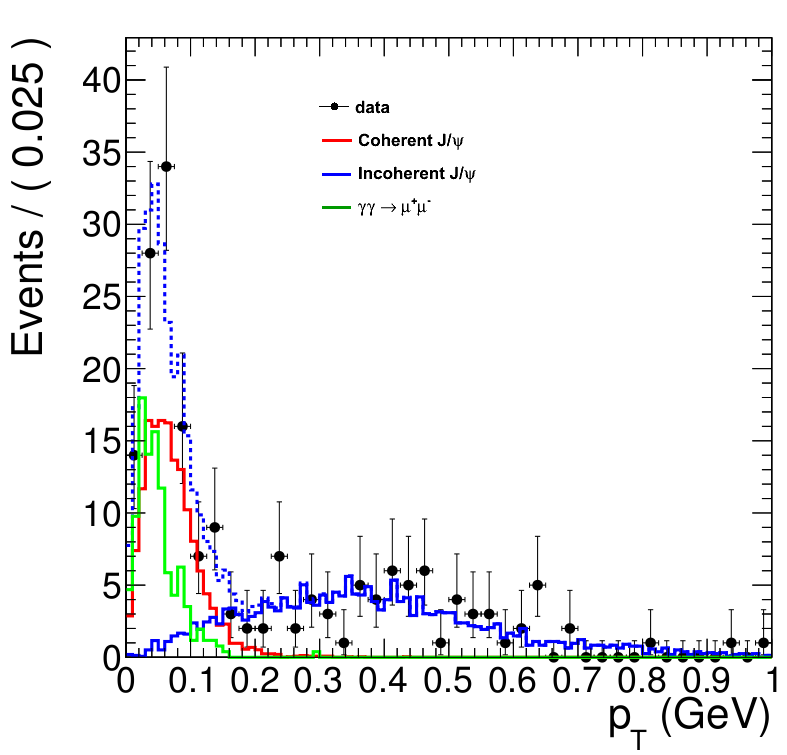 Events / ( 0.025 )
40
35
30
25
20
15
10
5
0
data
Coherent J/ψ
Incoherent J/ψ
γγ → μ⁺μ⁻
0 0.1 0.2 0.3 0.4 0.5 0.6 0.7 0.8 0.9 1
p_T (GeV)